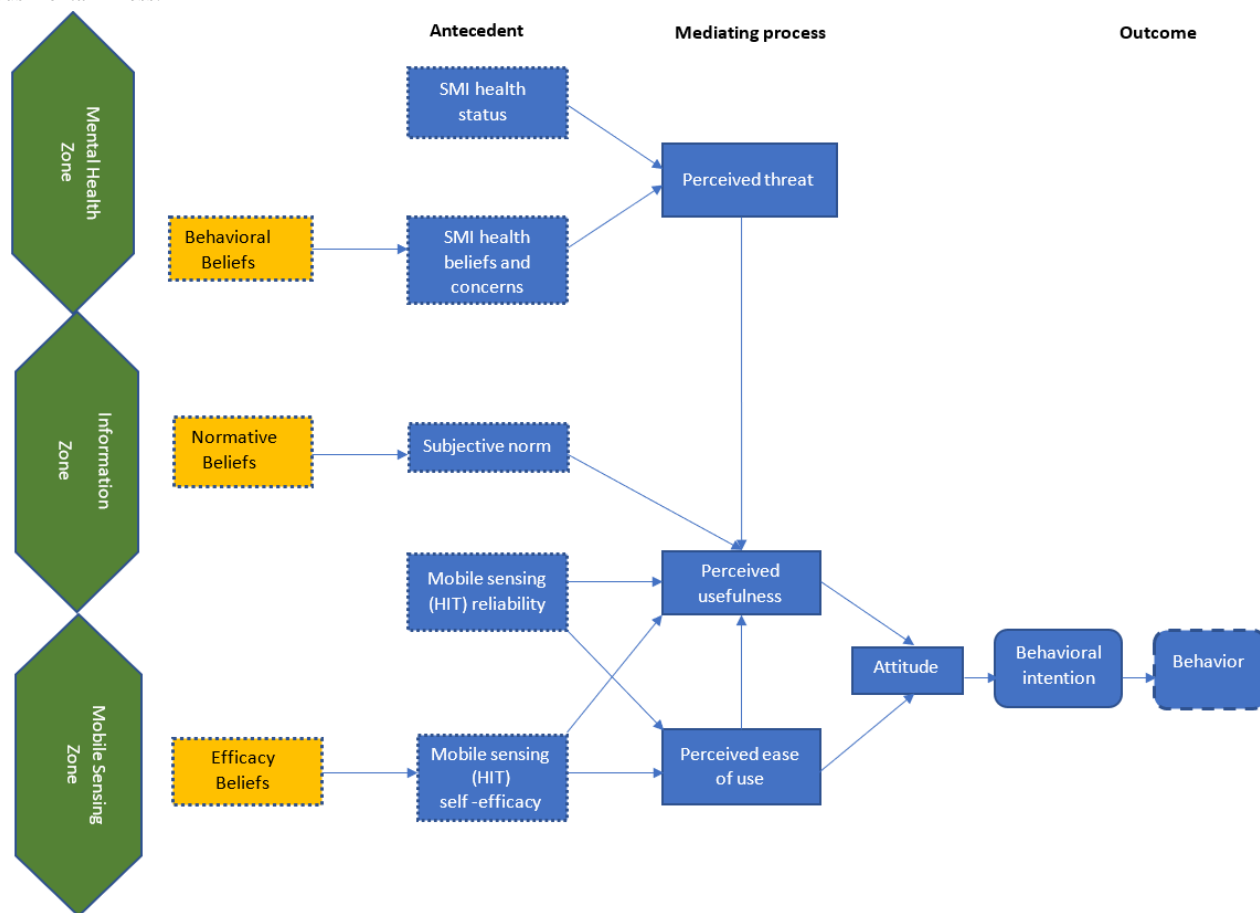 Antecedent
Mediating process
Outcome
SMI health
status
Mental Health
Zone
Perceived threat
Behavioral
Beliefs
SMI health
beliefs and
concerns
Information
Zone
Normative
Beliefs
Subjective norm
Mobile sensing
(HIT) reliability
Perceived
usefulness
Attitude
Behavioral
intention
Behavior
Mobile Sensing
Zone
Efficacy
Beliefs
Mobile sensing
(HIT)
self -efficacy
Perceived ease
of use